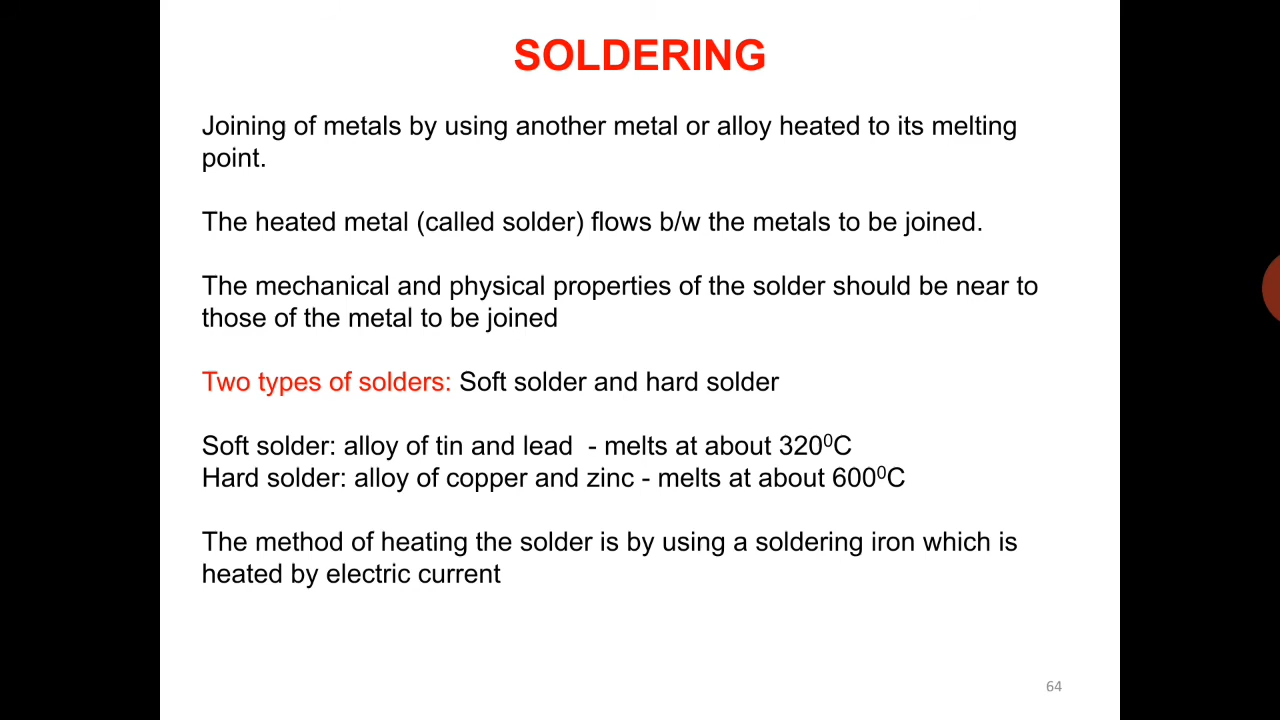 SOLDERING
Joining of metals by using another metal or alloy heated to its melting
point.
The heated metal (called solder) flows b/w the metals to be joined.
The mechanical and physical properties of the solder should be near to
those of the metal to be joined
Two types of solders: Soft solder and hard solder
Soft solder: alloy of tin and lead  - melts at about 320⁰C
Hard solder: alloy of copper and zinc - melts at about 600⁰C
The method of heating the solder is by using a soldering iron which is
heated by electric current
64